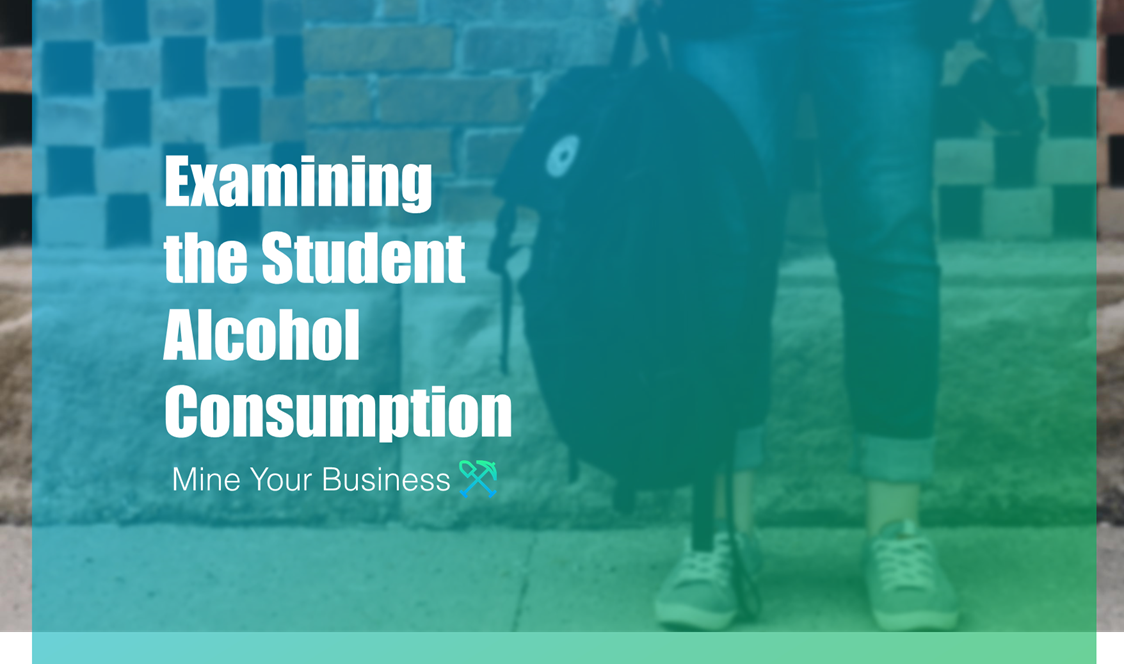 Examining
the Student
Alcohol
Consumption
Mine Your Business